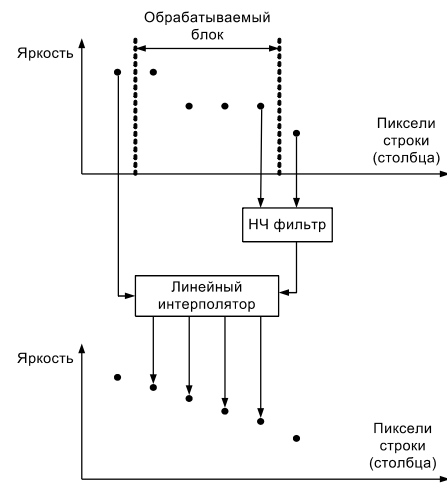 Обрабатываемый
блок
Яркость
Пиксели
строки
(столбца)
НЧ фильтр
Линейный
интерполятор
Яркость
Пиксели
строки
(столбца)